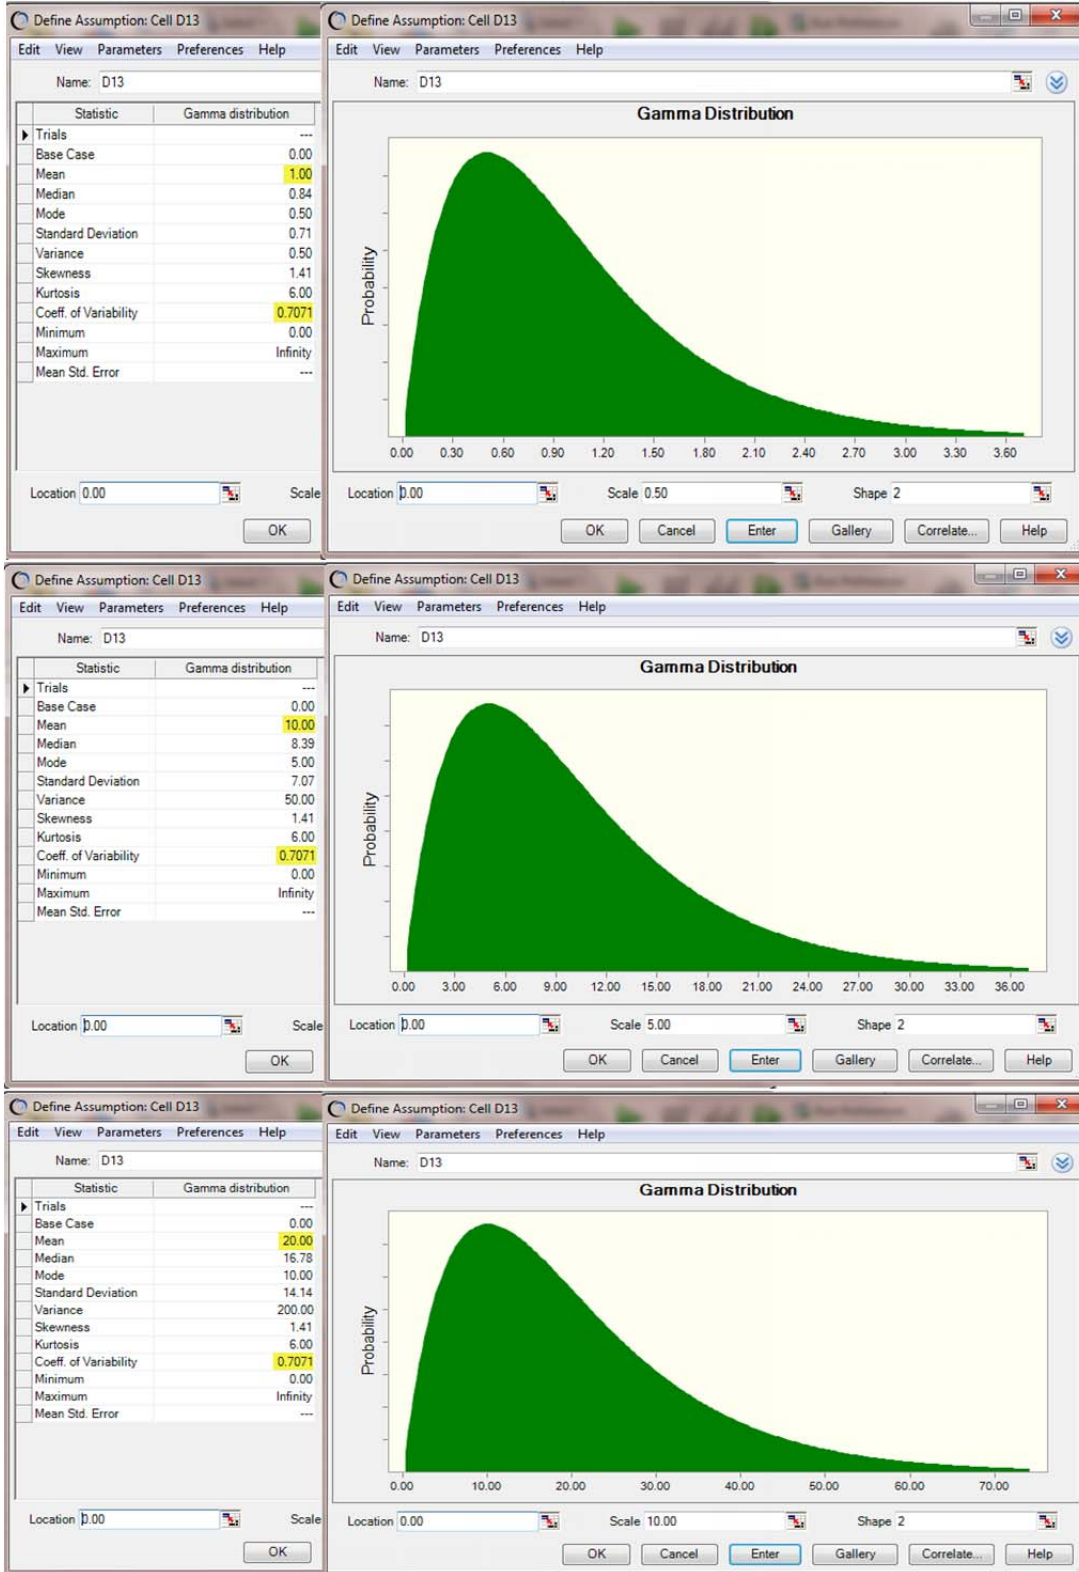 Define Assumption: Cell D13
Edit View Parameters Preferences Help
Name: D13
Statistic Gamma distribution
Trials ---
Base Case 0.00
Mean 1.00
Median 0.84
Mode 0.50
Standard Deviation 0.71
Variance 0.50
Skewness 1.41
Kurtosis 6.00
Coeff. of Variability 0.7071
Minimum 0.00
Maximum Infinity
Mean Std. Error ---
Location 0.00 Scale
OK
Define Assumption: Cell D13
Edit View Parameters Preferences Help
Name: D13
Gamma Distribution
Probability
0.00 0.30 0.60 0.90 1.20 1.50 1.80 2.10 2.40 2.70 3.00 3.30 3.60
Location 0.00 Scale 0.50 Shape 2
OK Cancel Enter Gallery Correlate... Help
Define Assumption: Cell D13
Edit View Parameters Preferences Help
Name: D13
Statistic Gamma distribution
Trials ---
Base Case 0.00
Mean 10.00
Median 8.39
Mode 5.00
Standard Deviation 7.07
Variance 50.00
Skewness 1.41
Kurtosis 6.00
Coeff. of Variability 0.7071
Minimum 0.00
Maximum Infinity
Mean Std. Error ---
Location 0.00 Scale
OK
Define Assumption: Cell D13
Edit View Parameters Preferences Help
Name: D13
Gamma Distribution
Probability
0.00 3.00 6.00 9.00 12.00 15.00 18.00 21.00 24.00 27.00 30.00 33.00 36.00
Location 0.00 Scale 5.00 Shape 2
OK Cancel Enter Gallery Correlate... Help
Define Assumption: Cell D13
Edit View Parameters Preferences Help
Name: D13
Statistic Gamma distribution
Trials ---
Base Case 0.00
Mean 20.00
Median 16.78
Mode 10.00
Standard Deviation 14.14
Variance 200.00
Skewness 1.41
Kurtosis 6.00
Coeff. of Variability 0.7071
Minimum 0.00
Maximum Infinity
Mean Std. Error ---
Location 0.00 Scale
OK
Define Assumption: Cell D13
Edit View Parameters Preferences Help
Name: D13
Gamma Distribution
Probability
0.00 10.00 20.00 30.00 40.00 50.00 60.00 70.00
Location 0.00 Scale 10.00 Shape 2
OK Cancel Enter Gallery Correlate... Help